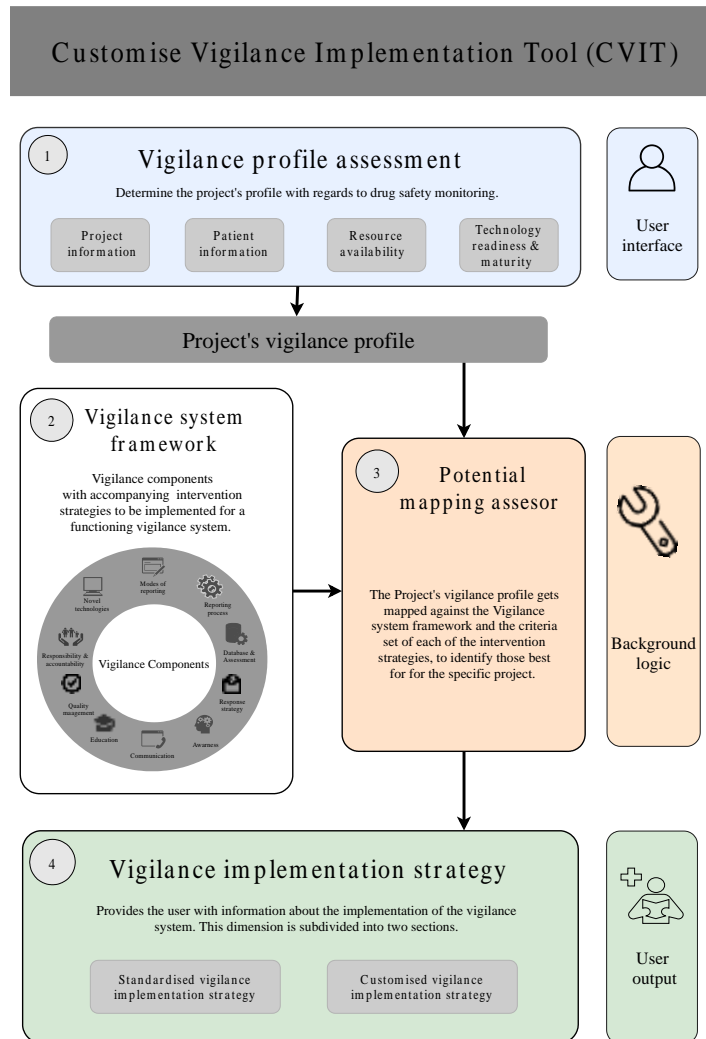 Customise Vigilance Implementation Tool (CVIT)
1
Vigilance profile assessment
Determine the project's profile with regards to drug safety monitoring.
Project
information
Patient
information
Resource
availability
Technology
readiness &
maturity
User
interface
Project's vigilance profile
2
Vigilance system
framework
Vigilance components
with accompanying intervention
strategies to be implemented for a
functioning vigilance system.
Modes of
reporting
Reporting
process
Database &
Assessment
Response
strategy
Awarness
Communication
Education
Quality
mnagement
Responsibility &
accountability
Novel
technologies
Vigilance Components
3
Potential
mapping assesor
The Project's vigilance profile gets
mapped against the Vigilance
system framework and the criteria
set of each of the intervention
strategies, to identify those best
for for the specific project.
Background
logic
4
Vigilance implementation strategy
Provides the user with information about the implementation of the vigilance
system. This dimension is subdivided into two sections.
Standardised vigilance
implementation strategy
Customised vigilance
implementation strategy
User
output